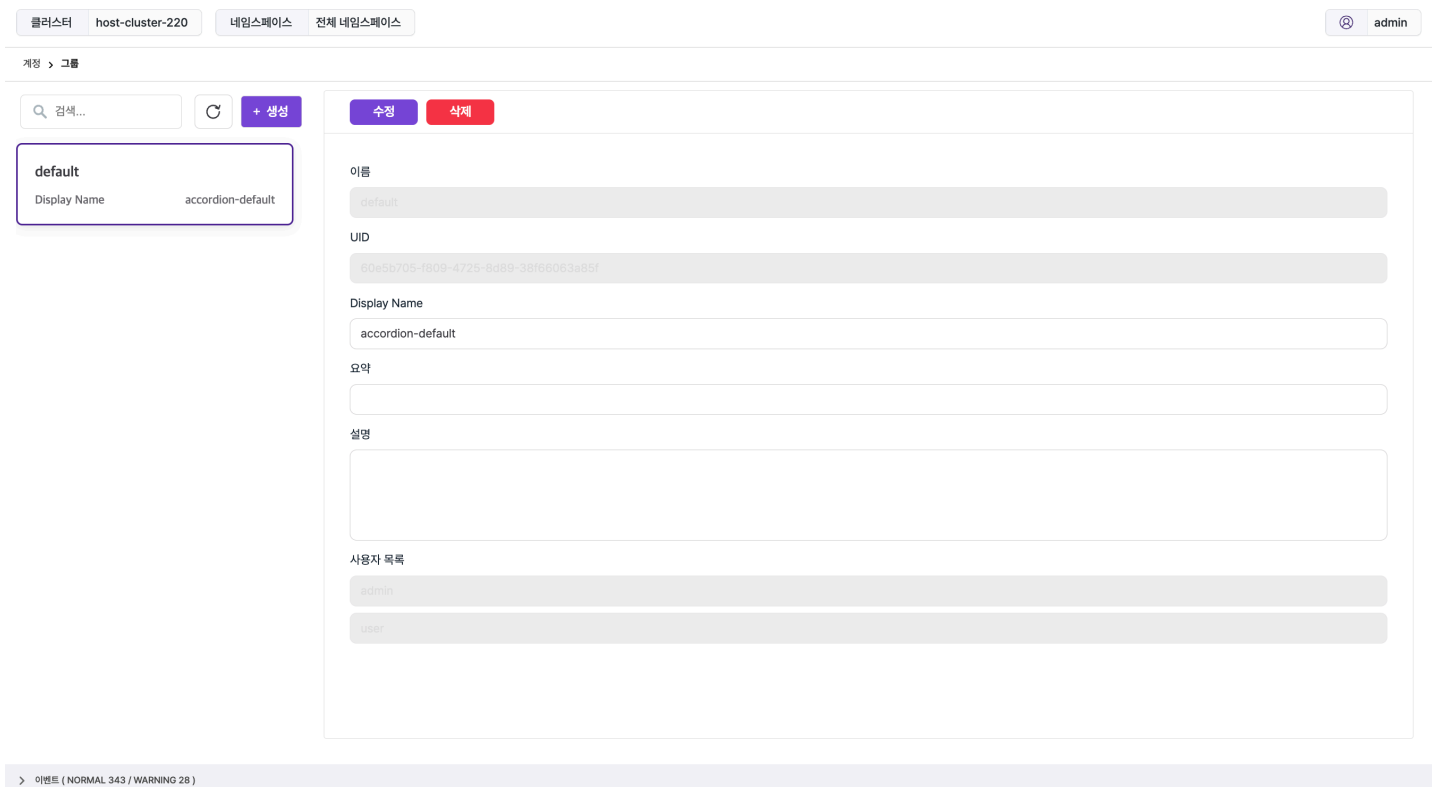 클러스터 host-cluster-220 네임스페이스 전체 네임스페이스 admin
계정 > 그룹
검색... + 생성
default
Display Name accordion-default
수정 삭제
이름
default
UID
60e5b705-f809-4725-8d89-38f66063a85f
Display Name
accordion-default
요약
설명
사용자 목록
admin
user
> 이벤트 ( NORMAL 343 / WARNING 28 )